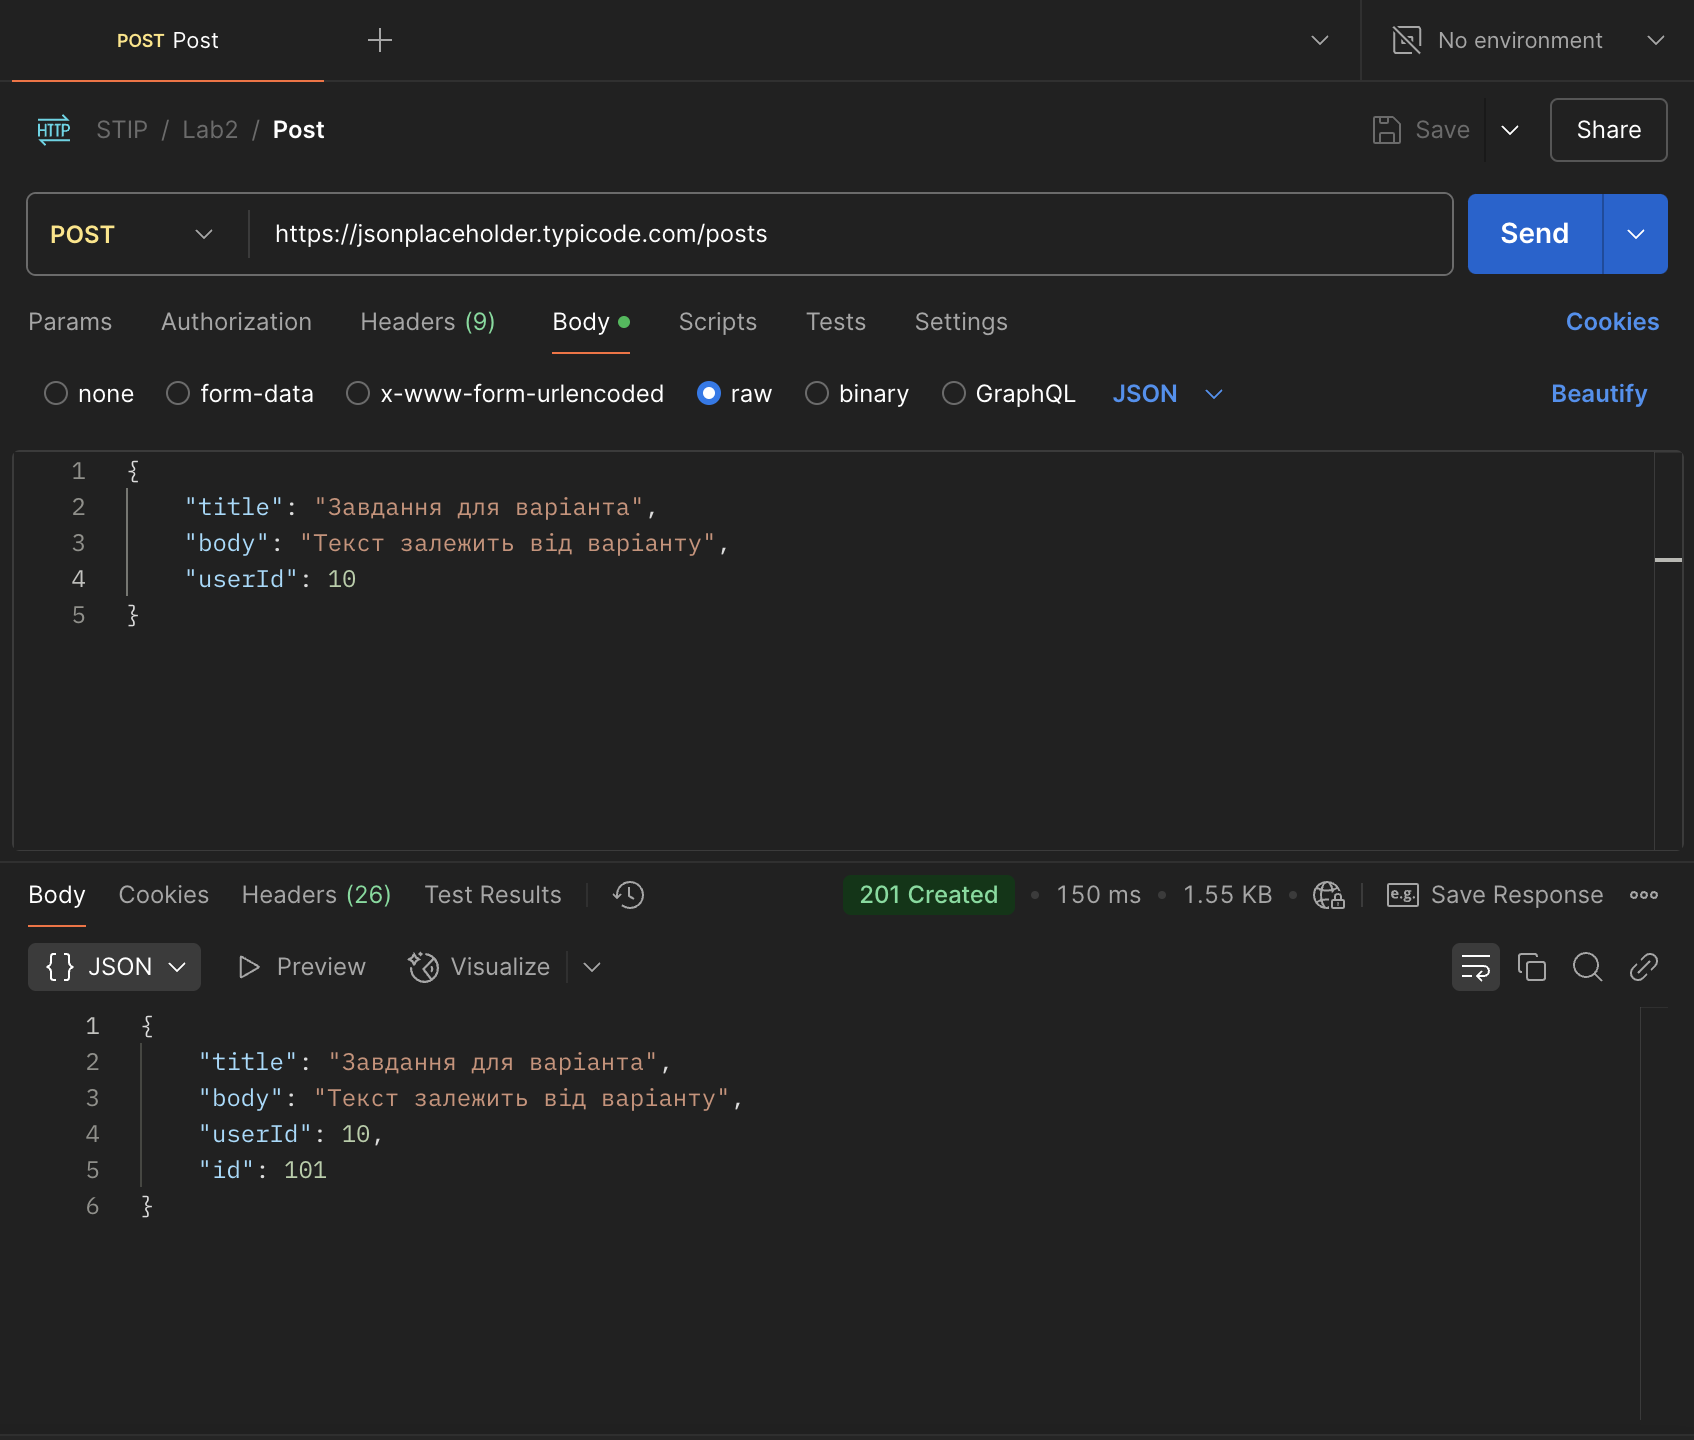 POST Post
No environment
HTTP STIP / Lab2 / Post
Save
Share
POST https://jsonplaceholder.typicode.com/posts
Send
Params Authorization Headers (9) Body Scripts Tests Settings Cookies
none form-data x-www-form-urlencoded raw binary GraphQL JSON Beautify
1 {
2 "title": "Завдання для варіанта",
3 "body": "Текст залежить від варіанту",
4 "userId": 10
5 }
Body Cookies Headers (26) Test Results 201 Created • 150 ms • 1.55 KB • e.g. Save Response
{} JSON Preview Visualize
1 {
2 "title": "Завдання для варіанта",
3 "body": "Текст залежить від варіанту",
4 "userId": 10,
5 "id": 101
6 }